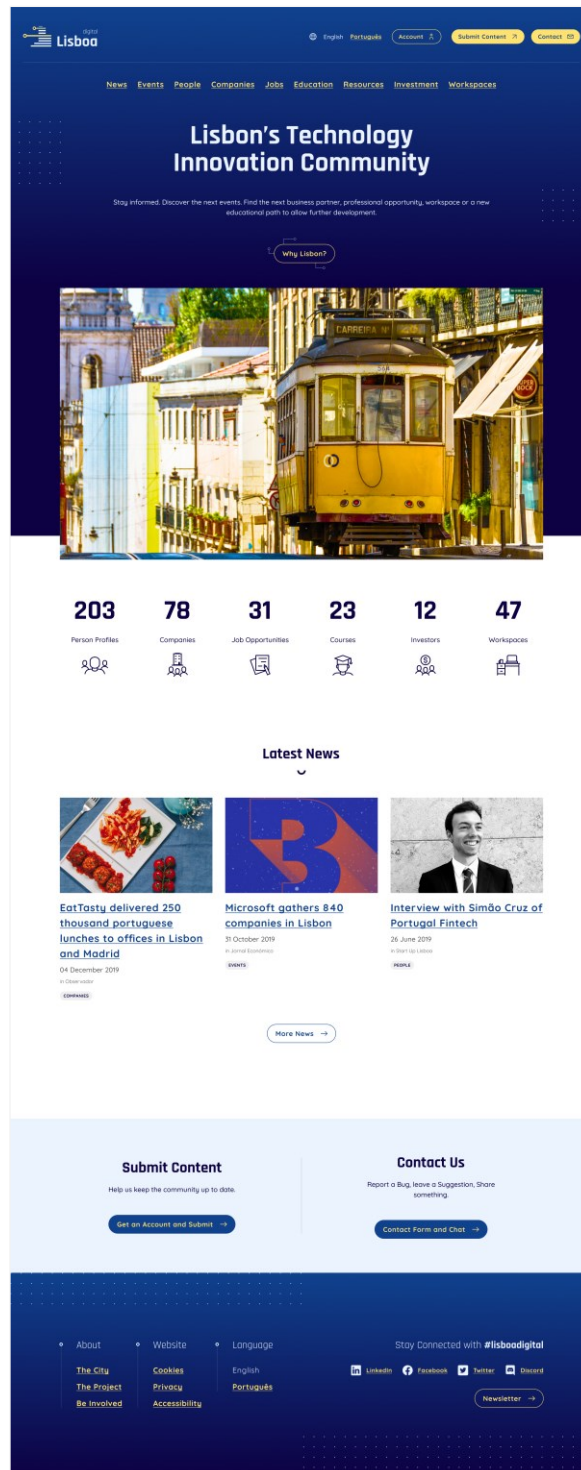 digital
Lisboa
English Português Account Submit Content Contact
News Events People Companies Jobs Education Resources Investment Workspaces
Lisbon's Technology
Innovation Community
Stay informed. Discover the next events. Find the next business partner, professional opportunity, workspace or a new
educational path to allow further development.
Why Lisbon?
CARREIRA Nº
564
SUPER
BOCK
203 78 31 23 12 47
Person Profiles Companies Job Opportunities Courses Investors Workspaces
Latest News
EatTasty delivered 250
thousand portuguese
lunches to offices in Lisbon
and Madrid
04 December 2019
in Observador
COMPANIES
3
Microsoft gathers 840
companies in Lisbon
31 October 2019
in Jornal Económico
EVENTS
Interview with Simão Cruz of
Portugal Fintech
26 June 2019
in Start Up Lisboa
PEOPLE
More News →
Submit Content
Help us keep the community up to date.
Get an Account and Submit →
Contact Us
Report a Bug, leave a Suggestion, Share
something.
Contact Form and Chat →
About
The City
The Project
Be Involved
Website
Cookies
Privacy
Accessibility
Language
English
Português
Stay Connected with #lisboadigital
LinkedIn Facebook Twitter Discord
Newsletter →